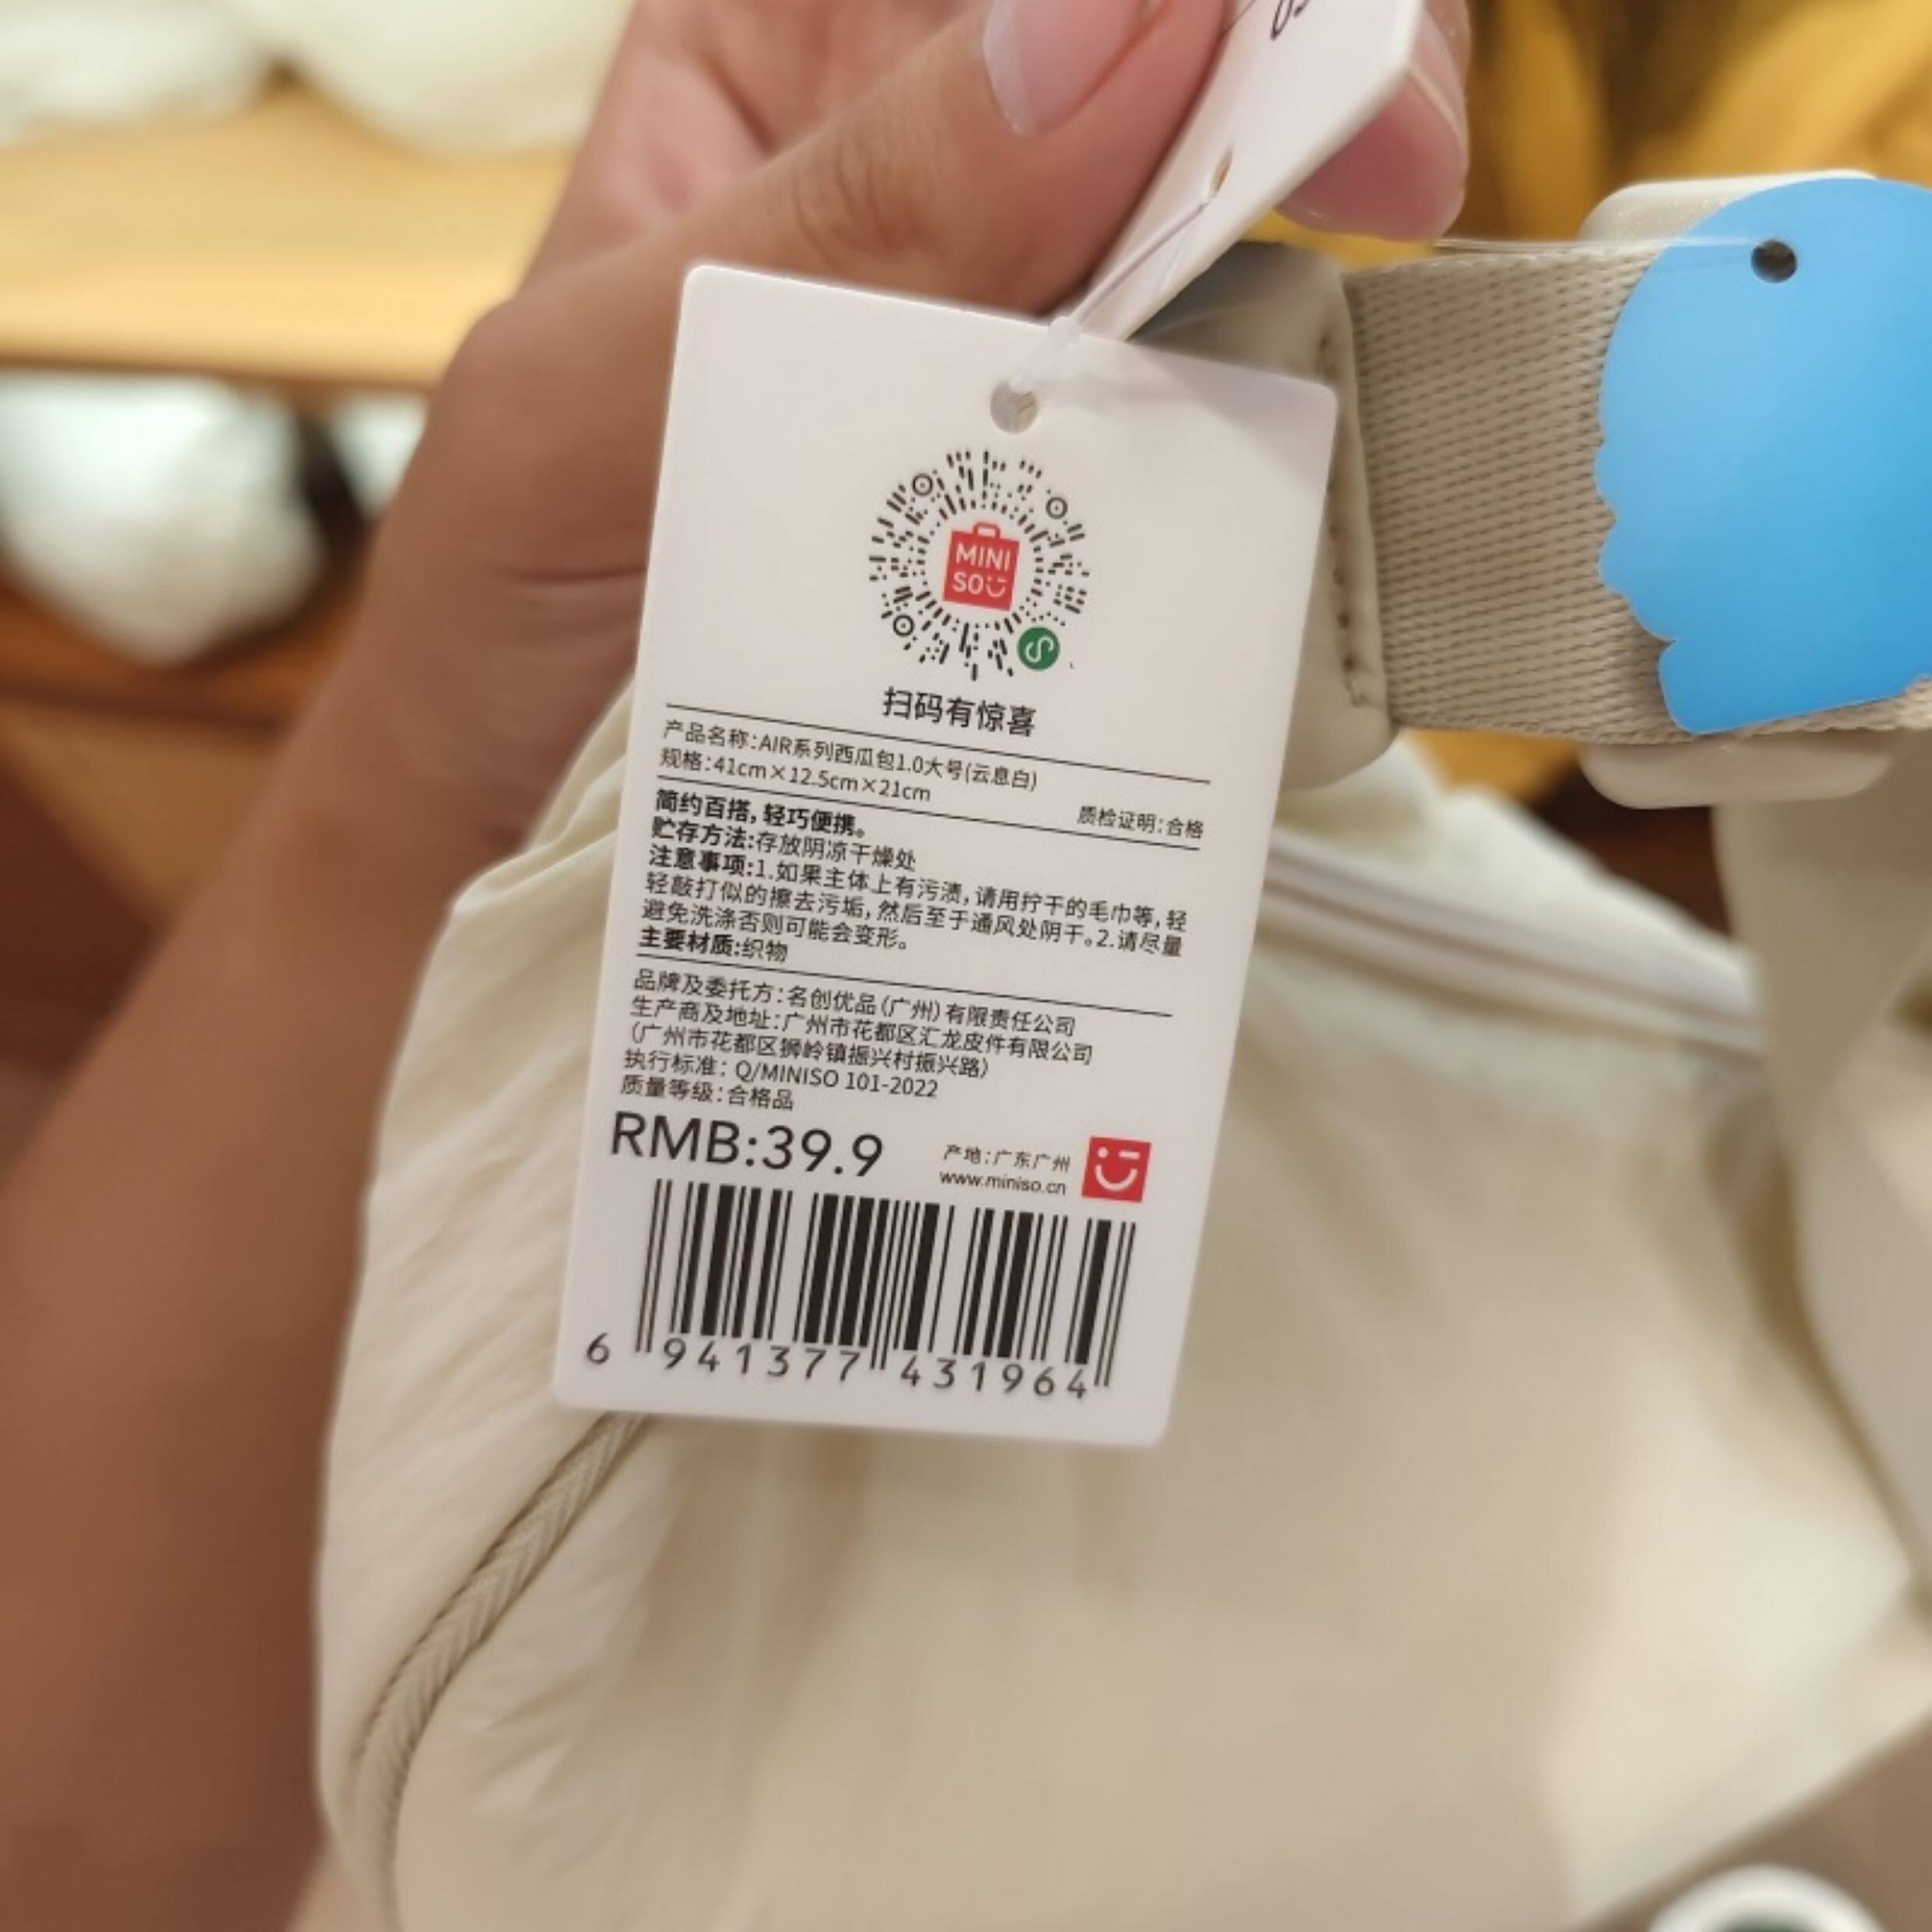 MINI
SO
扫码有惊喜
产品名称:AIR系列西瓜包1.0大号(云息白)
规格:41cm×12.5cm×21cm
质检证明:合格
简约百搭,轻巧便携。
贮存方法:存放阴凉干燥处
注意事项:1.如果主体上有污渍,请用拧干的毛巾等,轻
轻敲打似的擦去污垢,然后至于通风处阴干。2.请尽量
避免洗涤否则可能会变形。
主要材质:织物
品牌及委托方:名创优品(广州)有限责任公司
生产商及地址:广州市花都区汇龙皮件有限公司
(广州市花都区狮岭镇振兴村振兴路)
执行标准: Q/MINISO 101-2022
质量等级:合格品
RMB:39.9
产地:广东广州
www.miniso.cn
6 941377 431964